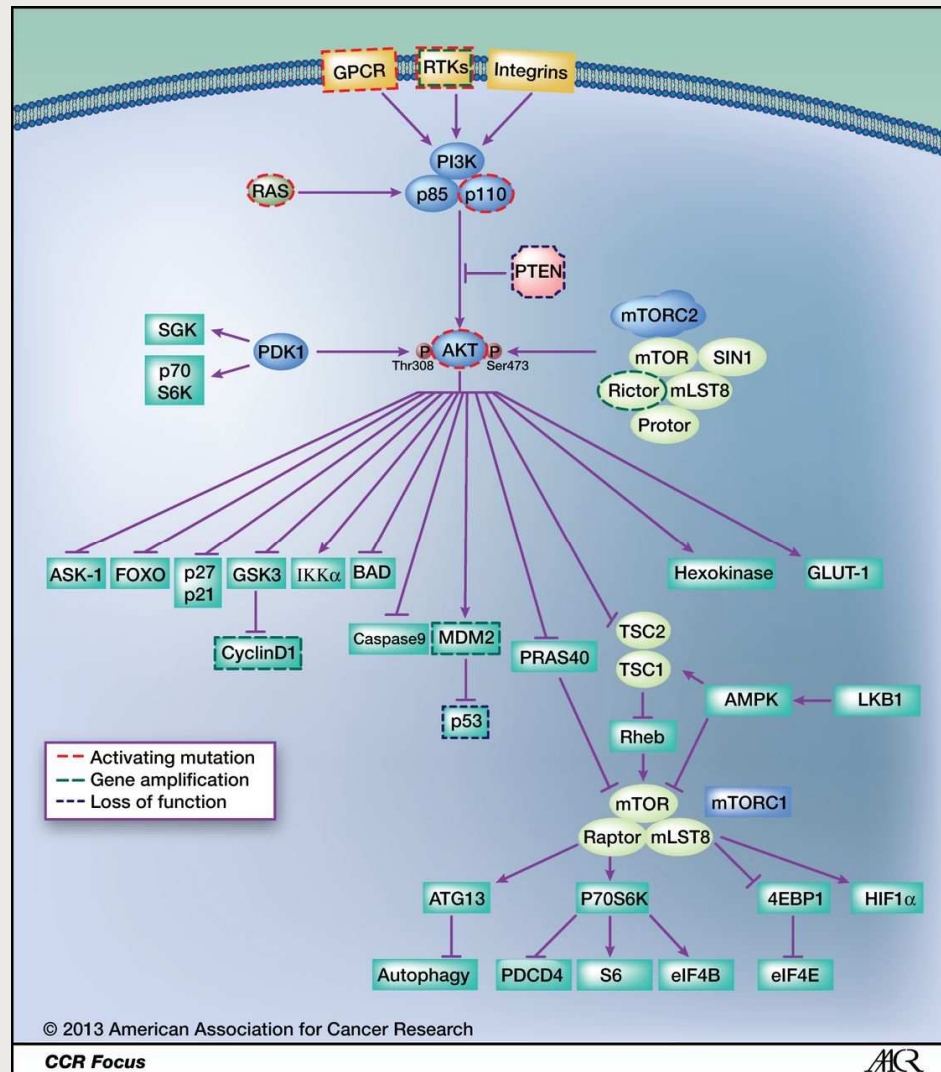 GPCR
RTKs
Integrins
PI3K
p85
p110
RAS
PTEN
mTORC2
SGK
PDK1
P
AKT
P
Thr308
Ser473
mTOR
SIN1
p70
S6K
Rictor
mLST8
Protor
ASK-1
FOXO
p27
p21
GSK3
IKKα
BAD
Hexokinase
GLUT-1
CyclinD1
Caspase9
MDM2
PRAS40
TSC2
TSC1
p53
AMPK
LKB1
Rheb
Activating mutation
Gene amplification
Loss of function
mTOR
mTORC1
Raptor
mLST8
ATG13
P70S6K
4EBP1
HIF1α
Autophagy
PDCD4
S6
eIF4B
eIF4E
© 2013 American Association for Cancer Research
CCR Focus
AACR